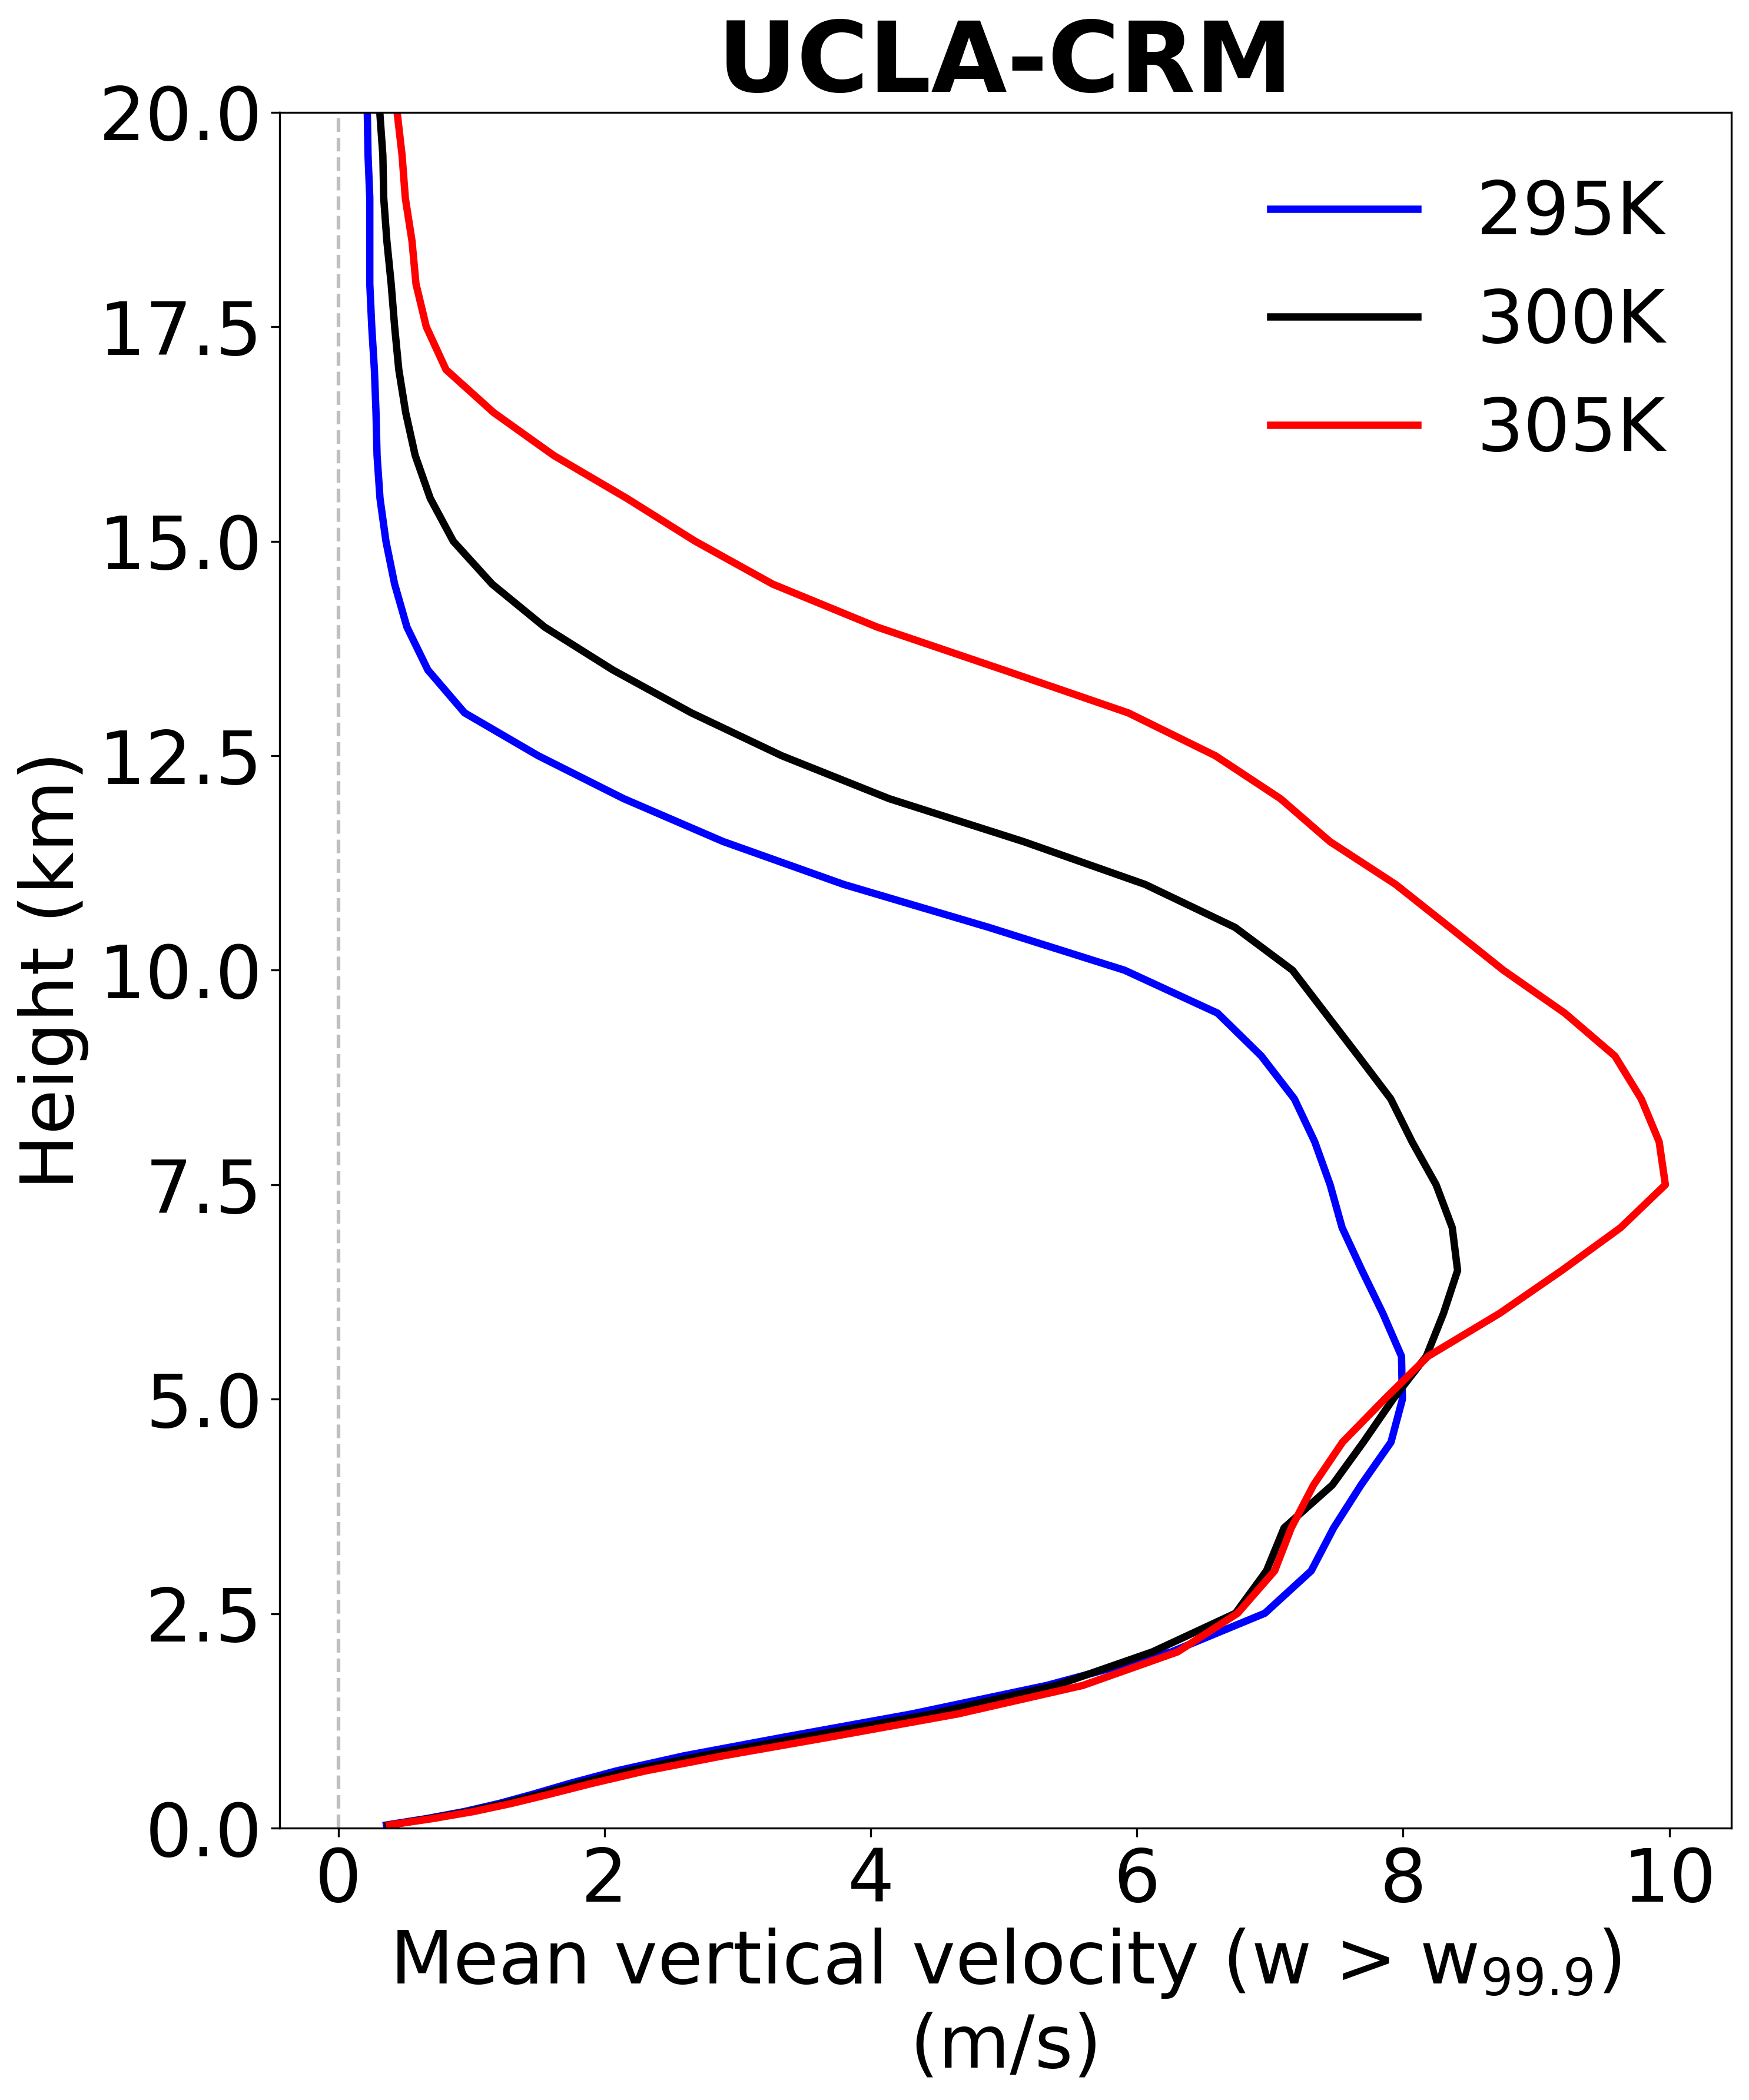 UCLA-CRM
295K
300K
305K
Height (km)
20.0
17.5
15.0
12.5
10.0
7.5
5.0
2.5
0.0
0 2 4 6 8 10
Mean vertical velocity (w > w₉₉.₉)
(m/s)